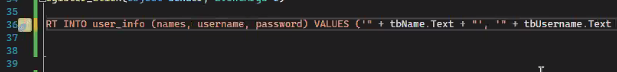 36 RT INTO user_info (names, username, password) VALUES ('" + tbName.Text + "', '" + tbUsername.Text
37
38
39